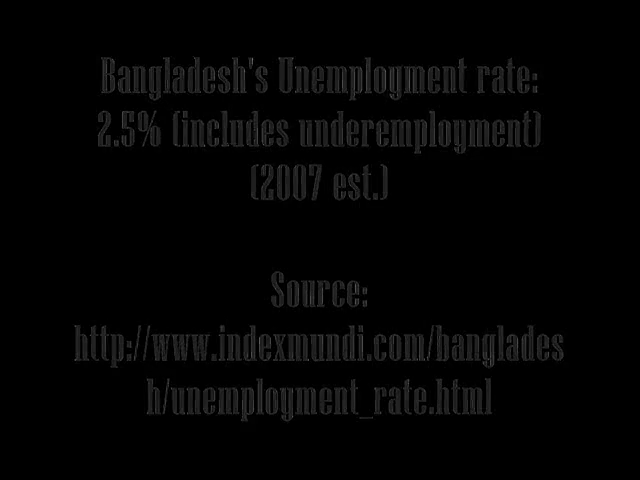 Bangladesh's Unemployment rate:
2.5% (includes underemployment)
(2007 est.)
Source:
http://www.indexmundi.com/banglades
h/unemployment_rate.html